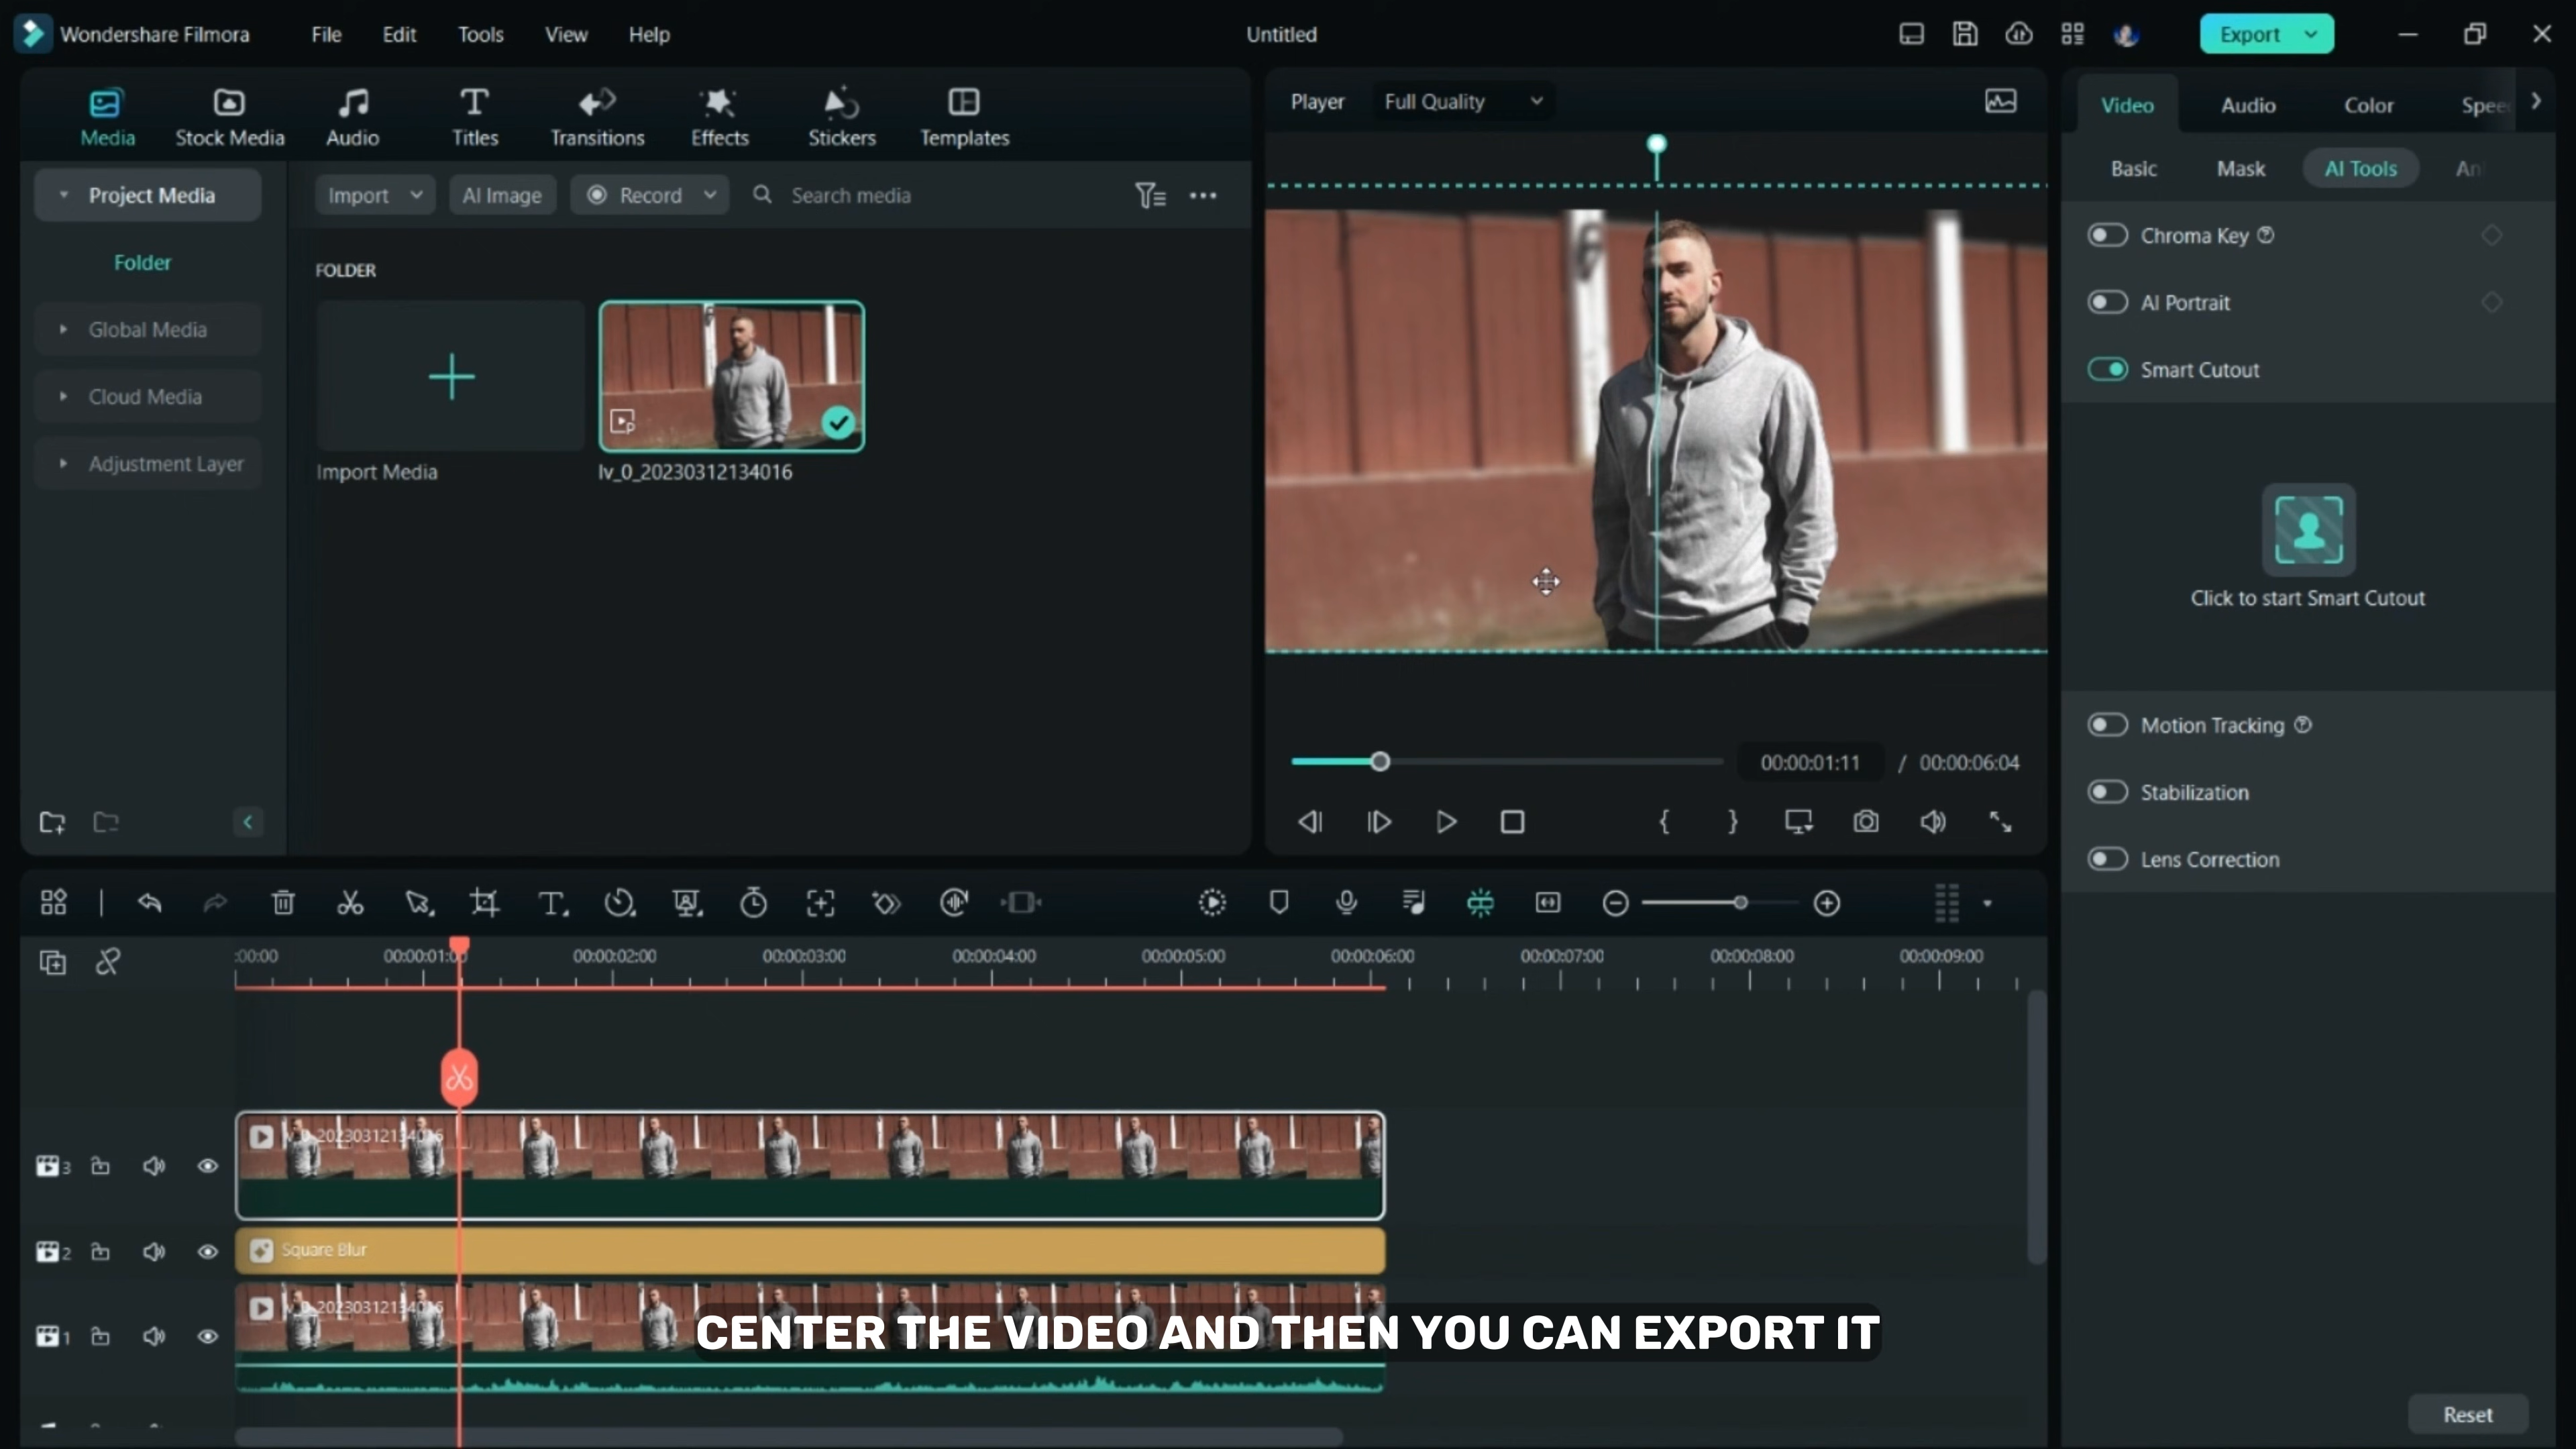 Wondershare Filmora
File
Edit
Tools
View
Help
Untitled
Export
Media
Stock Media
Audio
Titles
Transitions
Effects
Stickers
Templates
Project Media
Import
AI Image
Record
Search media
Folder
Global Media
Cloud Media
Adjustment Layer
FOLDER
Import Media
lv_0_20230312134016
Player
Full Quality
00:00:01:11 / 00:00:06:04
Video
Audio
Color
Basic
Mask
AI Tools
Chroma Key
AI Portrait
Smart Cutout
Click to start Smart Cutout
Motion Tracking
Stabilization
Lens Correction
Reset
:00:00
00:00:01:00
00:00:02:00
00:00:03:00
00:00:04:00
00:00:05:00
00:00:06:00
00:00:07:00
00:00:08:00
00:00:09:00
3
2
Square Blur
1
CENTER THE VIDEO AND THEN YOU CAN EXPORT IT